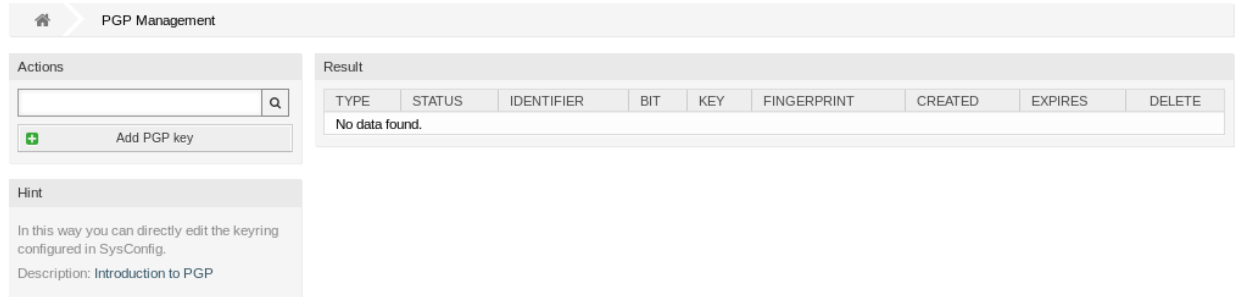 PGP Management
Actions
Add PGP key
Hint
In this way you can directly edit the keyring
configured in SysConfig.
Description: Introduction to PGP
Result
TYPE STATUS IDENTIFIER BIT KEY FINGERPRINT CREATED EXPIRES DELETE
No data found.